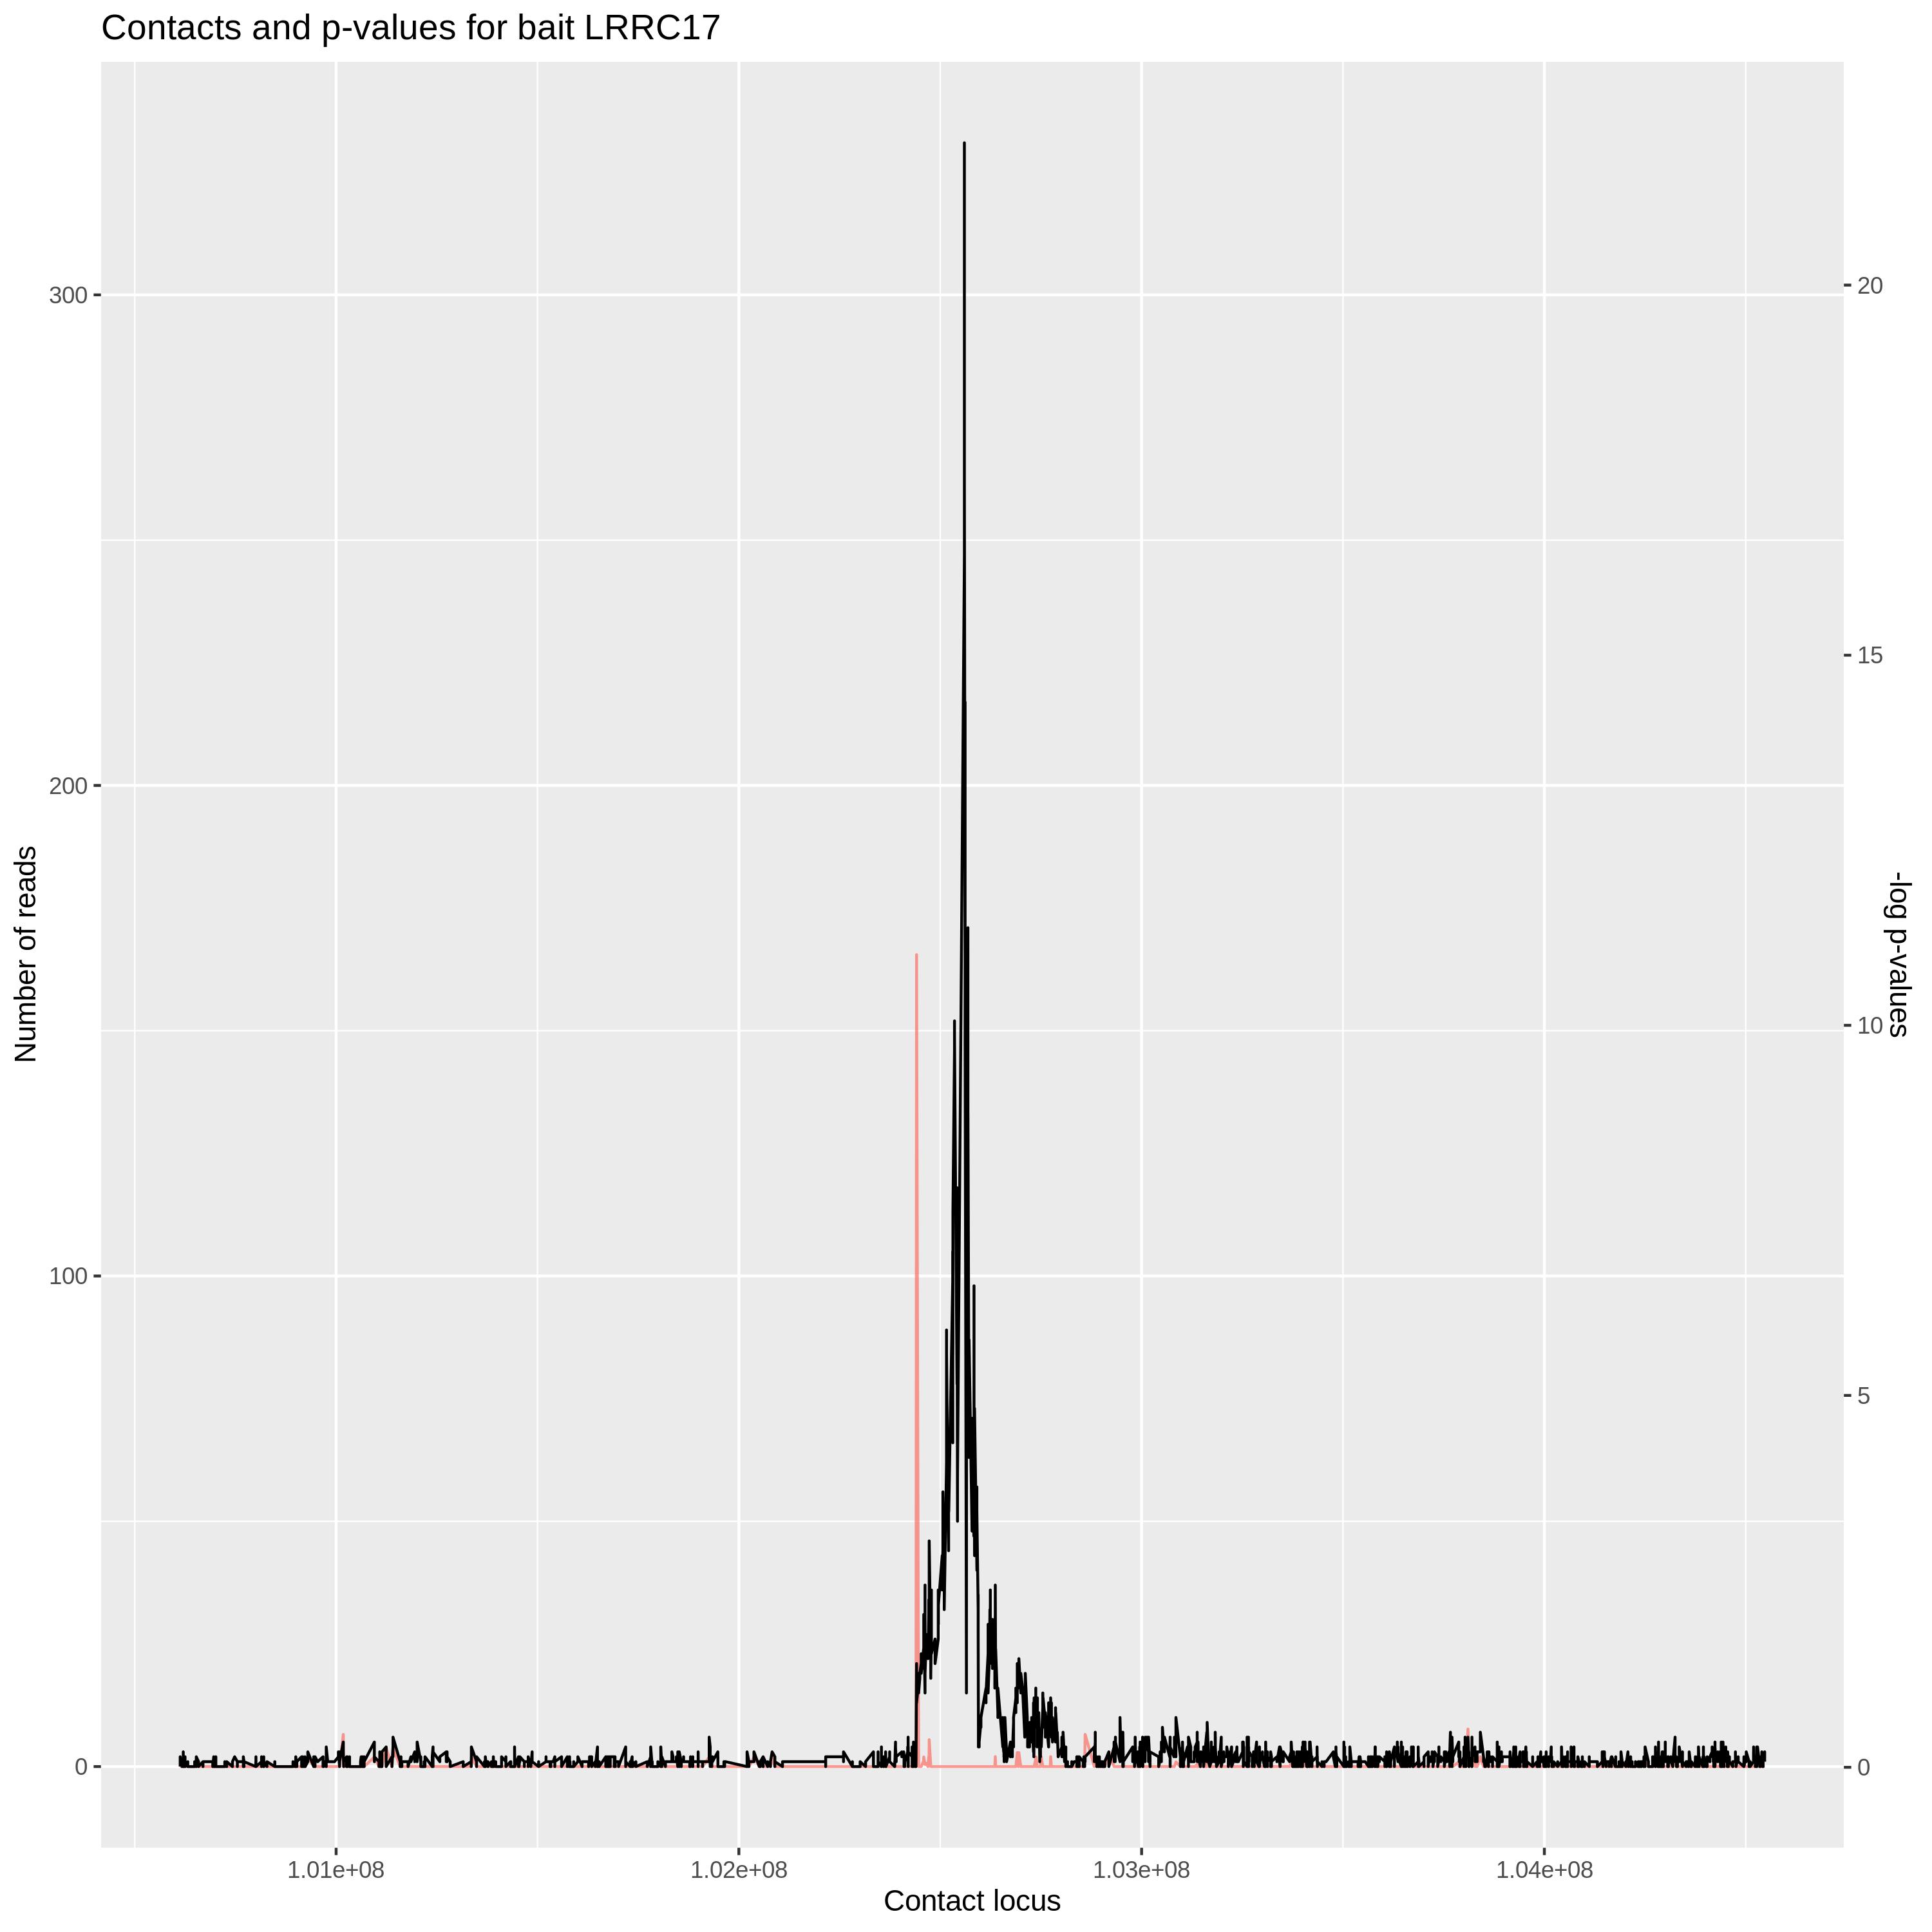 Contacts and p-values for bait LRRC17
300
200
100
0
Number of reads
20
15
10
5
0
-log p-values
1.01e+08 1.02e+08 1.03e+08 1.04e+08
Contact locus